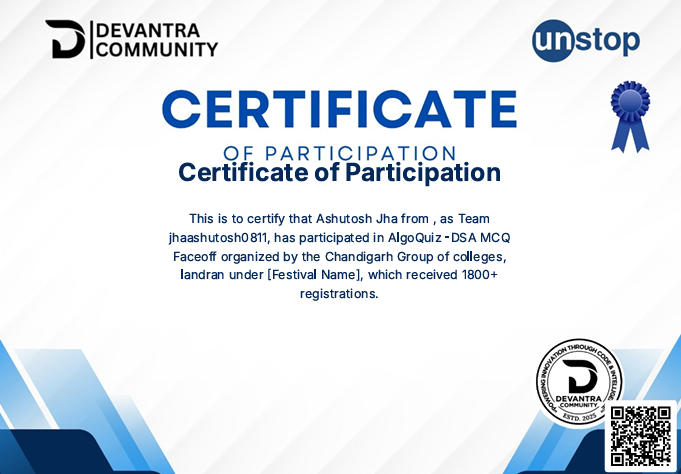 DEVANTRA
COMMUNITY
unstop
CERTIFICATE
OF PARTICIPATION
Certificate of Participation
This is to certify that Ashutosh Jha from , as Team
jhaashutosh0811, has participated in AlgoQuiz - DSA MCQ
Faceoff organized by the Chandigarh Group of colleges,
landran under [Festival Name], which received 1800+
registrations.
"POWERING INNOVATION THROUGH CODE &
DEVANTRA
COMMUNITY
ESTD. 2025